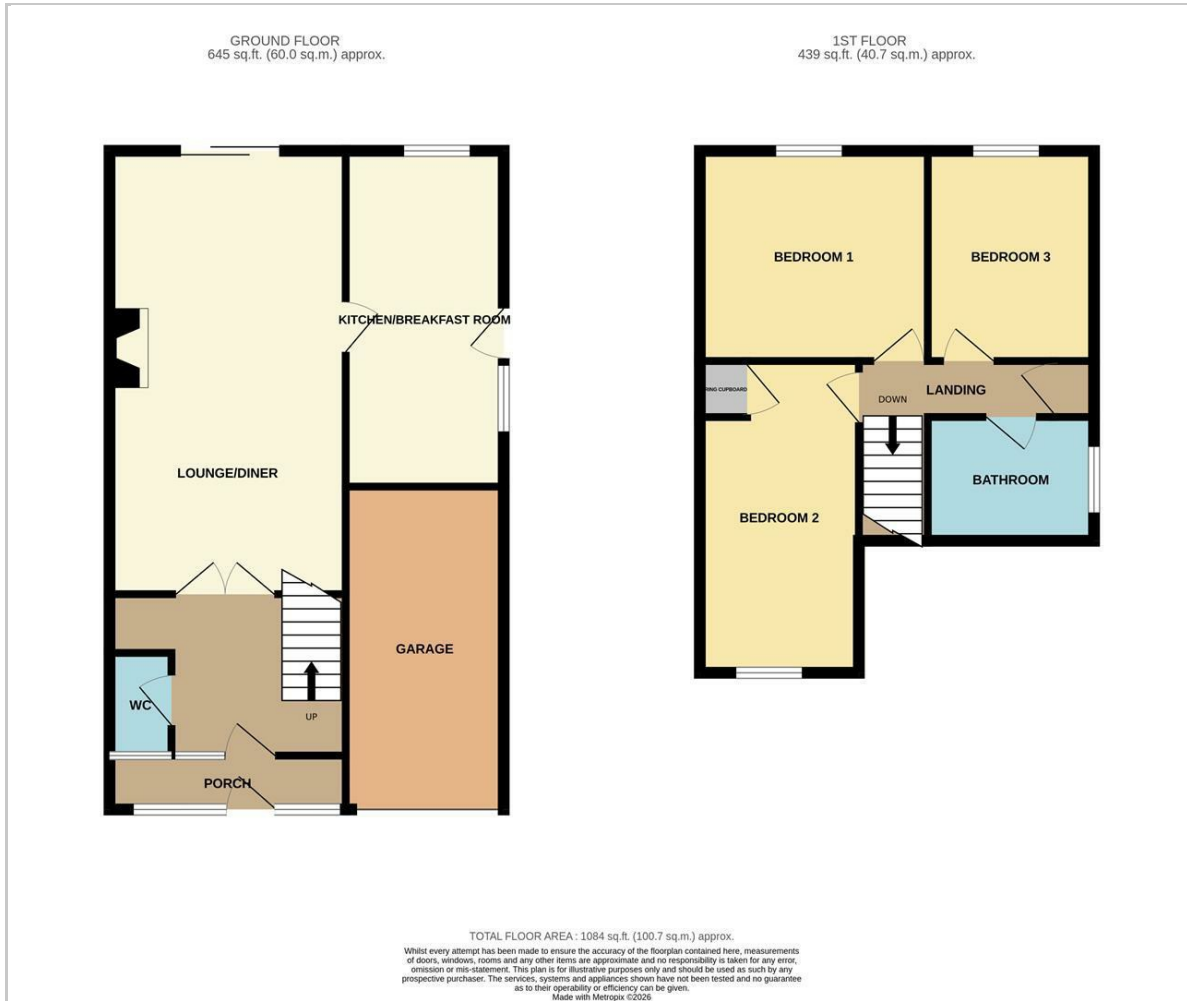 GROUND FLOOR
645 sq.ft. (60.0 sq.m.) approx.
1ST FLOOR
439 sq.ft. (40.7 sq.m.) approx.
KITCHEN/BREAKFAST ROOM
LOUNGE/DINER
GARAGE
WC
UP
PORCH
BEDROOM 1
BEDROOM 3
RING CUPBOARD
LANDING
DOWN
BATHROOM
BEDROOM 2
TOTAL FLOOR AREA : 1084 sq.ft. (100.7 sq.m.) approx.
Whilst every attempt has been made to ensure the accuracy of the floorplan contained here, measurements
of doors, windows, rooms and any other items are approximate and no responsibility is taken for any error,
omission or mis-statement. This plan is for illustrative purposes only and should be used as such by any
prospective purchaser. The services, systems and appliances shown have not been tested and no guarantee
as to their operability or efficiency can be given.
Made with Metropix ©2026